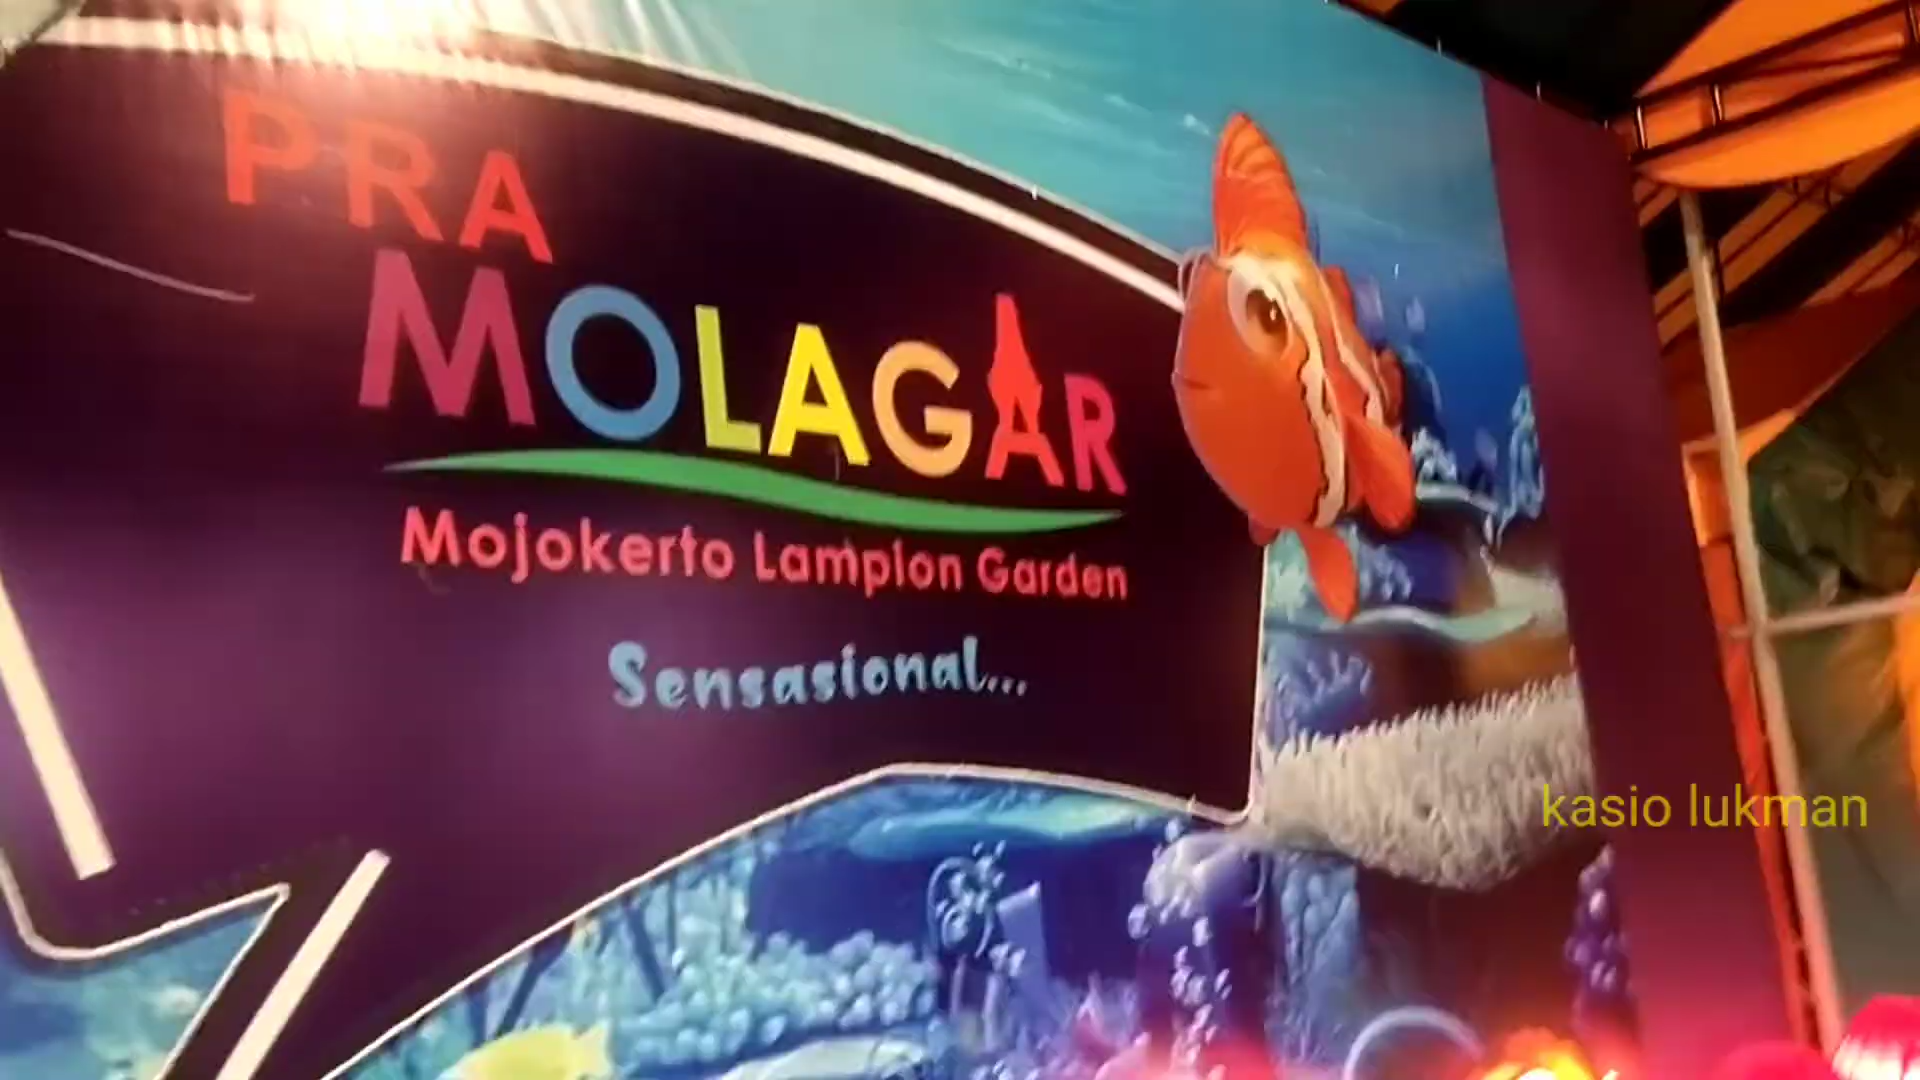 PRA
MOLAGAR
Mojokerto Lampion Garden
Sensasional...
kasio lukman